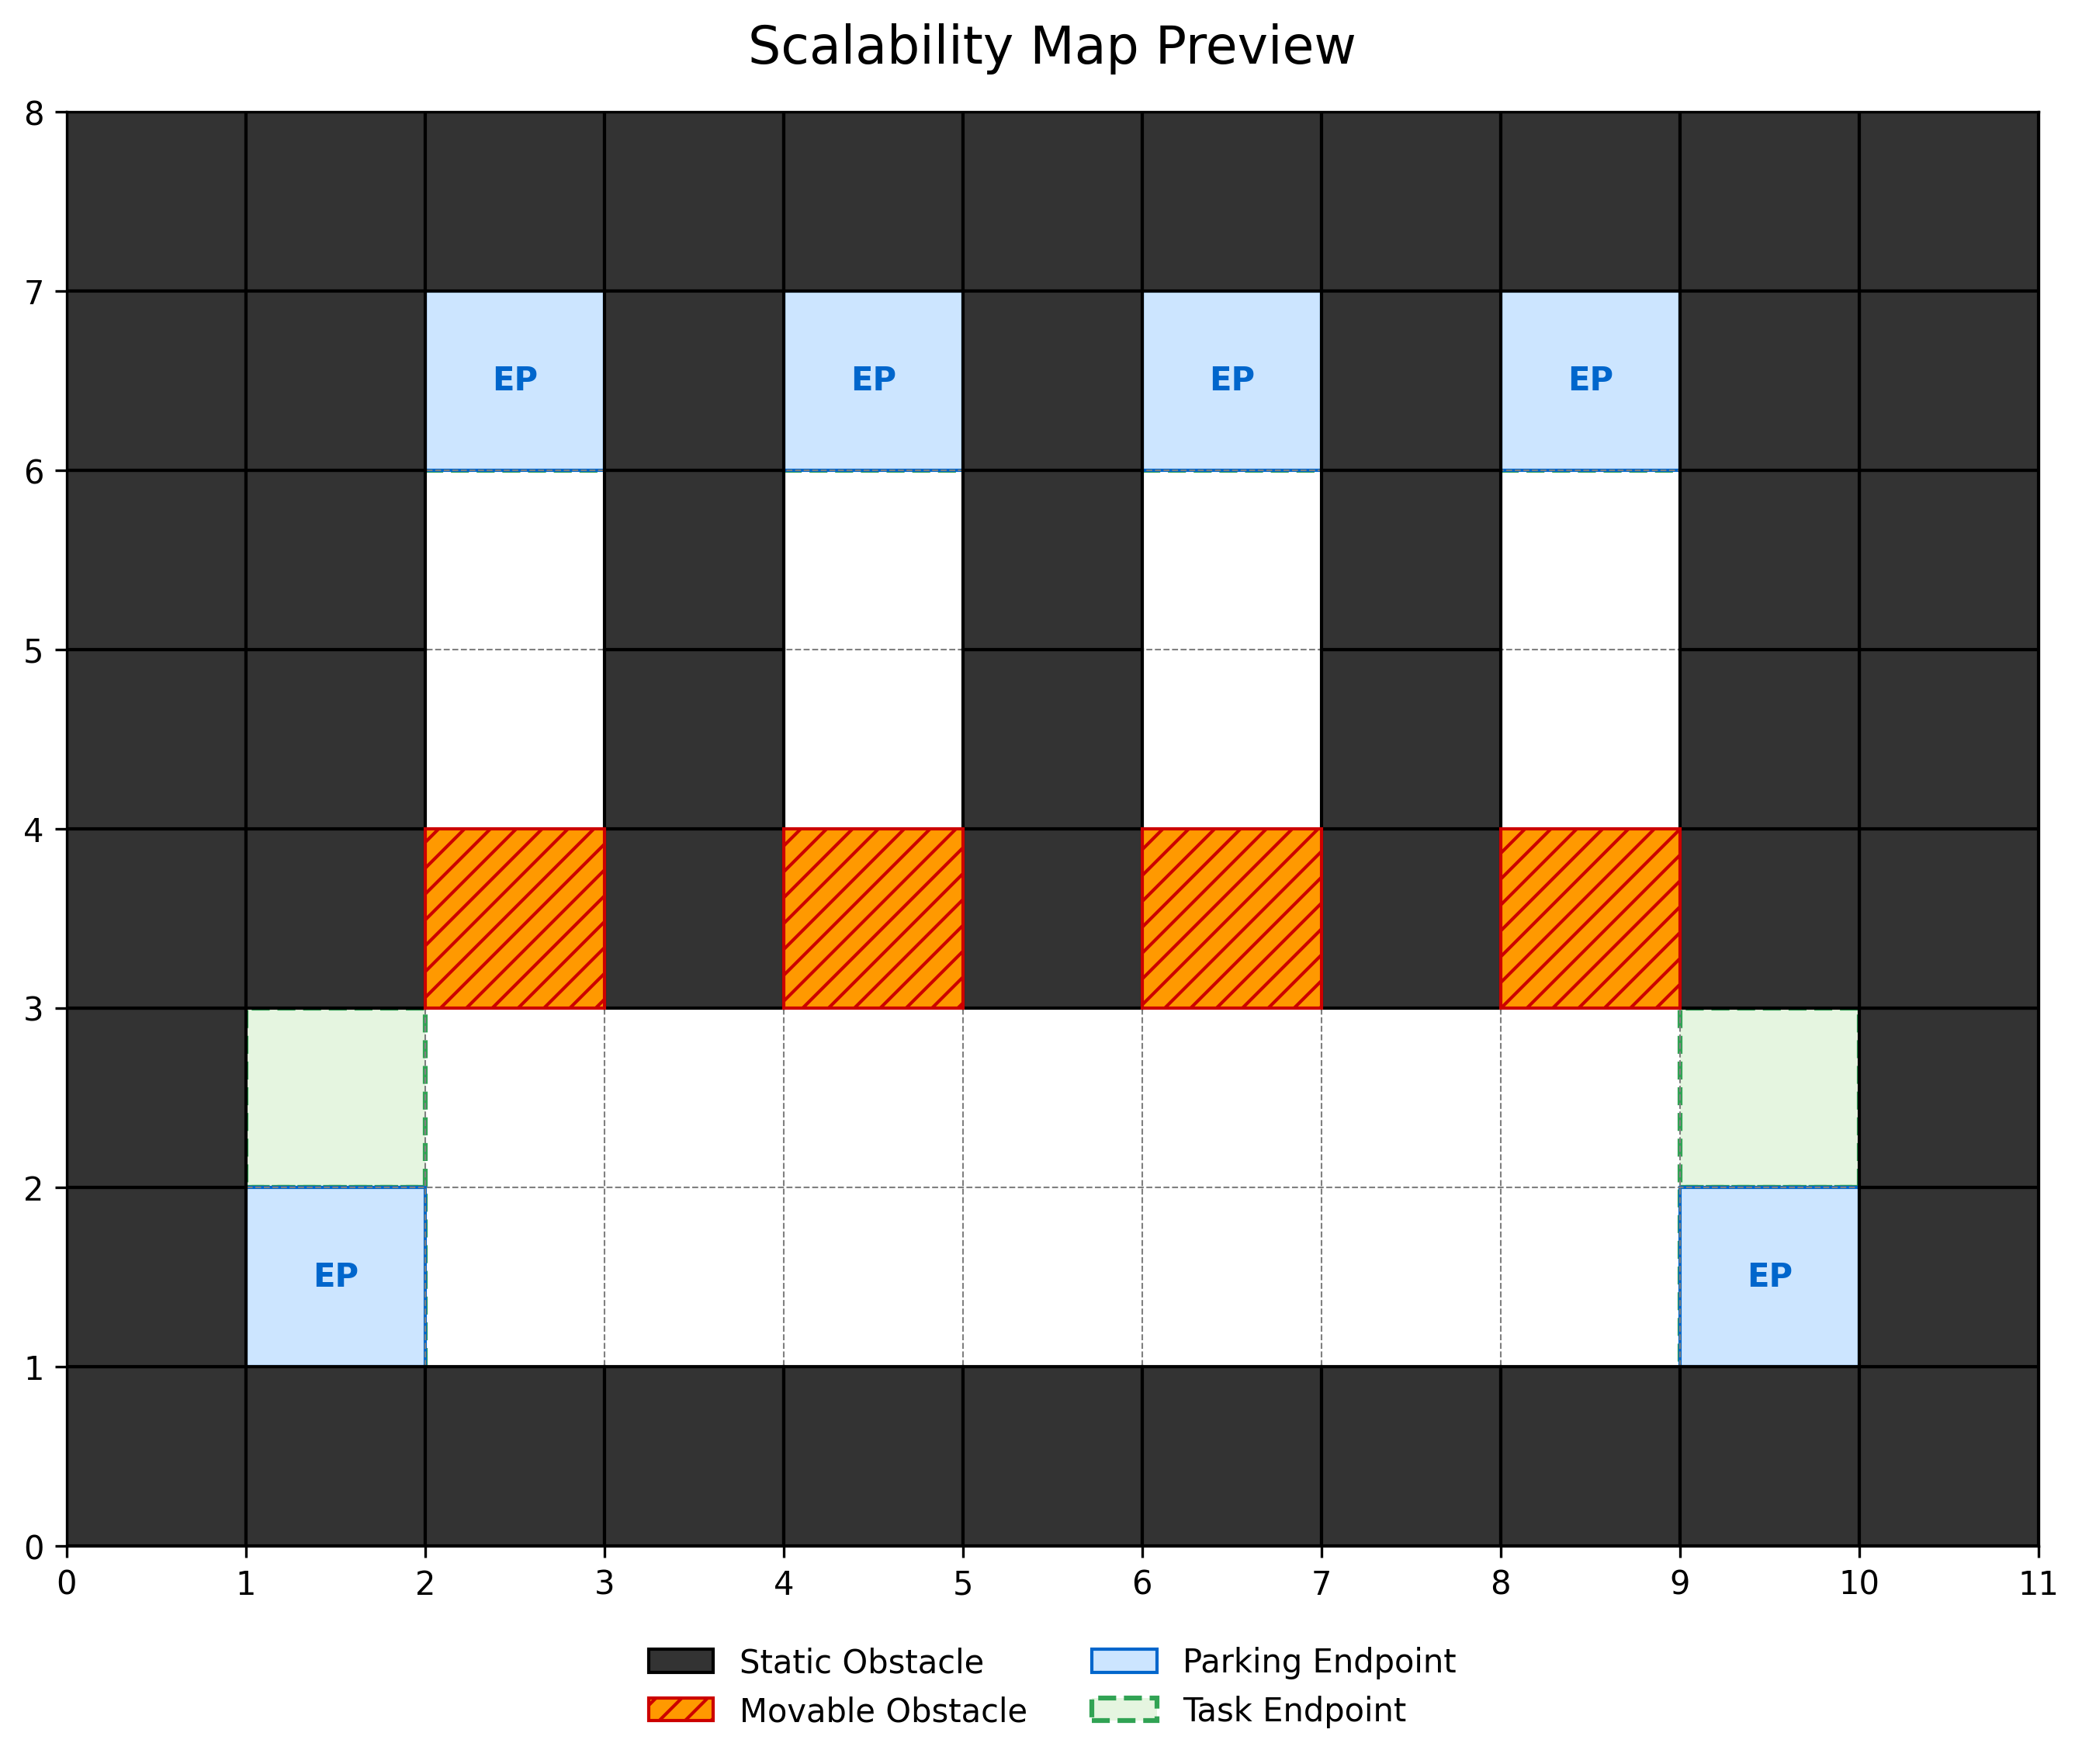 Scalability Map Preview
8
7
EP EP EP EP
6
5
4
3
2
EP EP
1
0
0 1 2 3 4 5 6 7 8 9 10 11
Static Obstacle Parking Endpoint
Movable Obstacle Task Endpoint